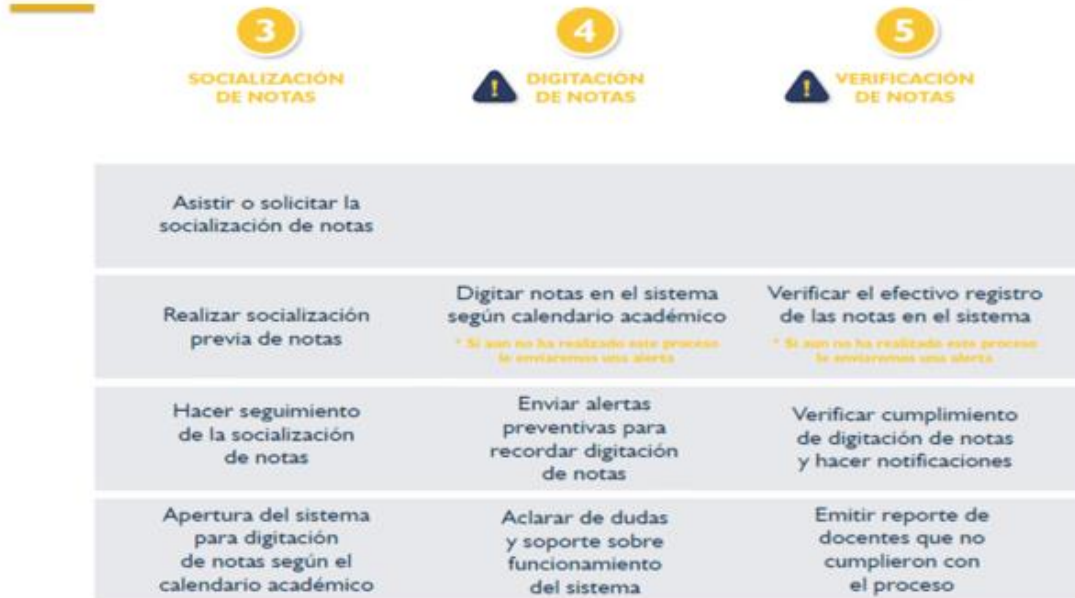 3
4
5
SOCIALIZACIÓN
DE NOTAS
!
DIGITACIÓN
DE NOTAS
!
VERIFICACIÓN
DE NOTAS
Asistir o solicitar la
socialización de notas
Realizar socialización
previa de notas
Digitar notas en el sistema
según calendario académico
* Si aun no ha realizado este proceso
le enviaremos una alerta
Verificar el efectivo registro
de las notas en el sistema
* Si aun no ha realizado este proceso
le enviaremos una alerta
Hacer seguimiento
de la socialización
de notas
Enviar alertas
preventivas para
recordar digitación
de notas
Verificar cumplimiento
de digitación de notas
y hacer notificaciones
Apertura del sistema
para digitación
de notas según el
calendario académico
Aclarar de dudas
y soporte sobre
funcionamiento
del sistema
Emitir reporte de
docentes que no
cumplieron con
el proceso